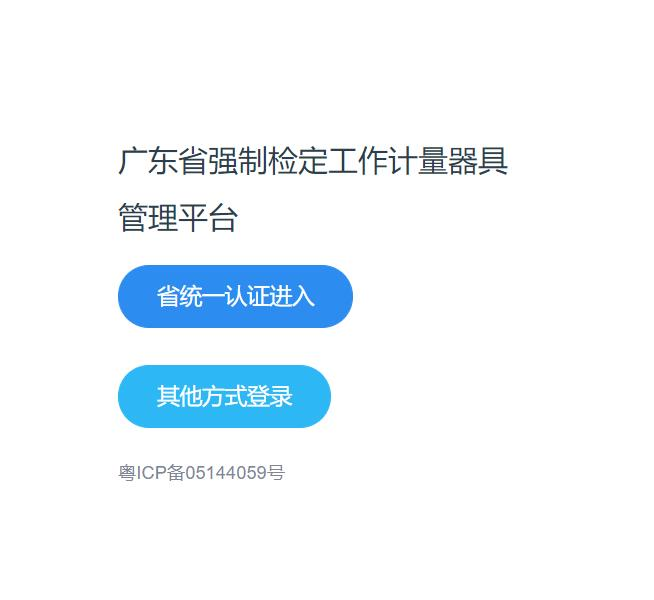 广东省强制检定工作计量器具
管理平台
省统一认证进入
其他方式登录
粤ICP备05144059号